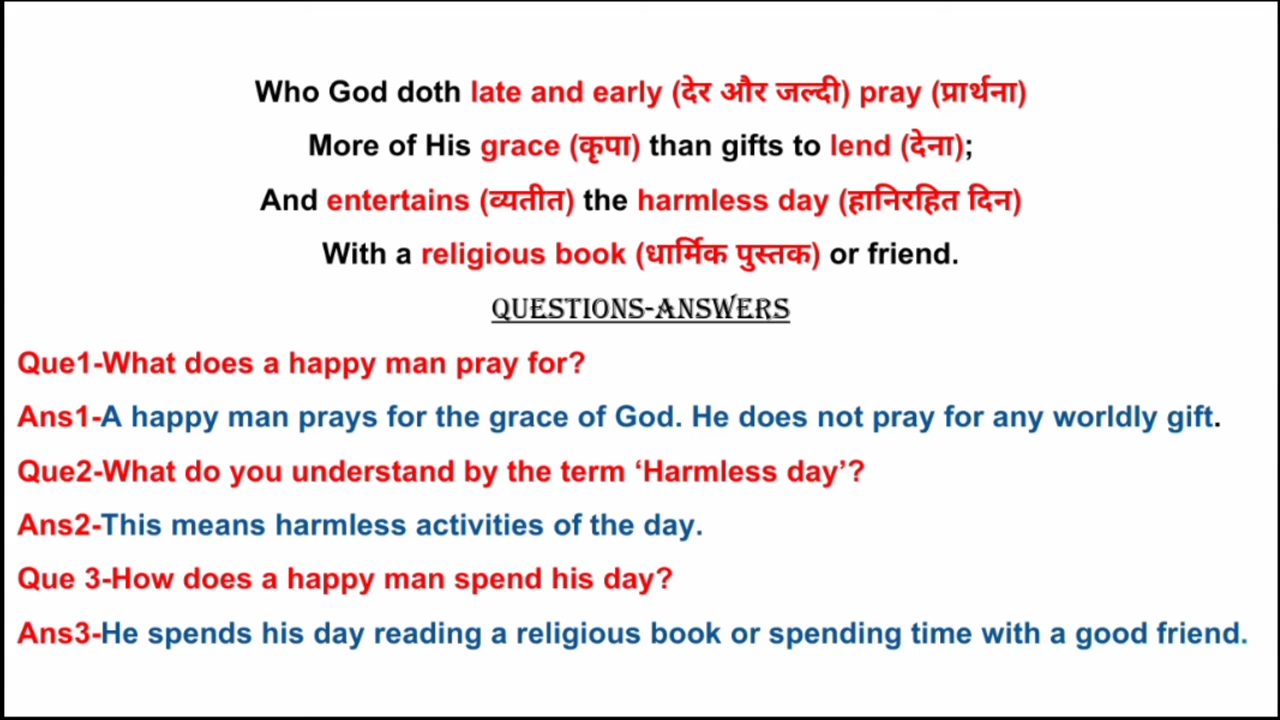 Who God doth late and early (देर और जल्दी) pray (प्रार्थना)
More of His grace (कृपा) than gifts to lend (देना);
And entertains (व्यतीत) the harmless day (हानिरहित दिन)
With a religious book (धार्मिक पुस्तक) or friend.
QUESTIONS-ANSWERS
Que1-What does a happy man pray for?
Ans1-A happy man prays for the grace of God. He does not pray for any worldly gift.
Que2-What do you understand by the term ‘Harmless day’?
Ans2-This means harmless activities of the day.
Que 3-How does a happy man spend his day?
Ans3-He spends his day reading a religious book or spending time with a good friend.